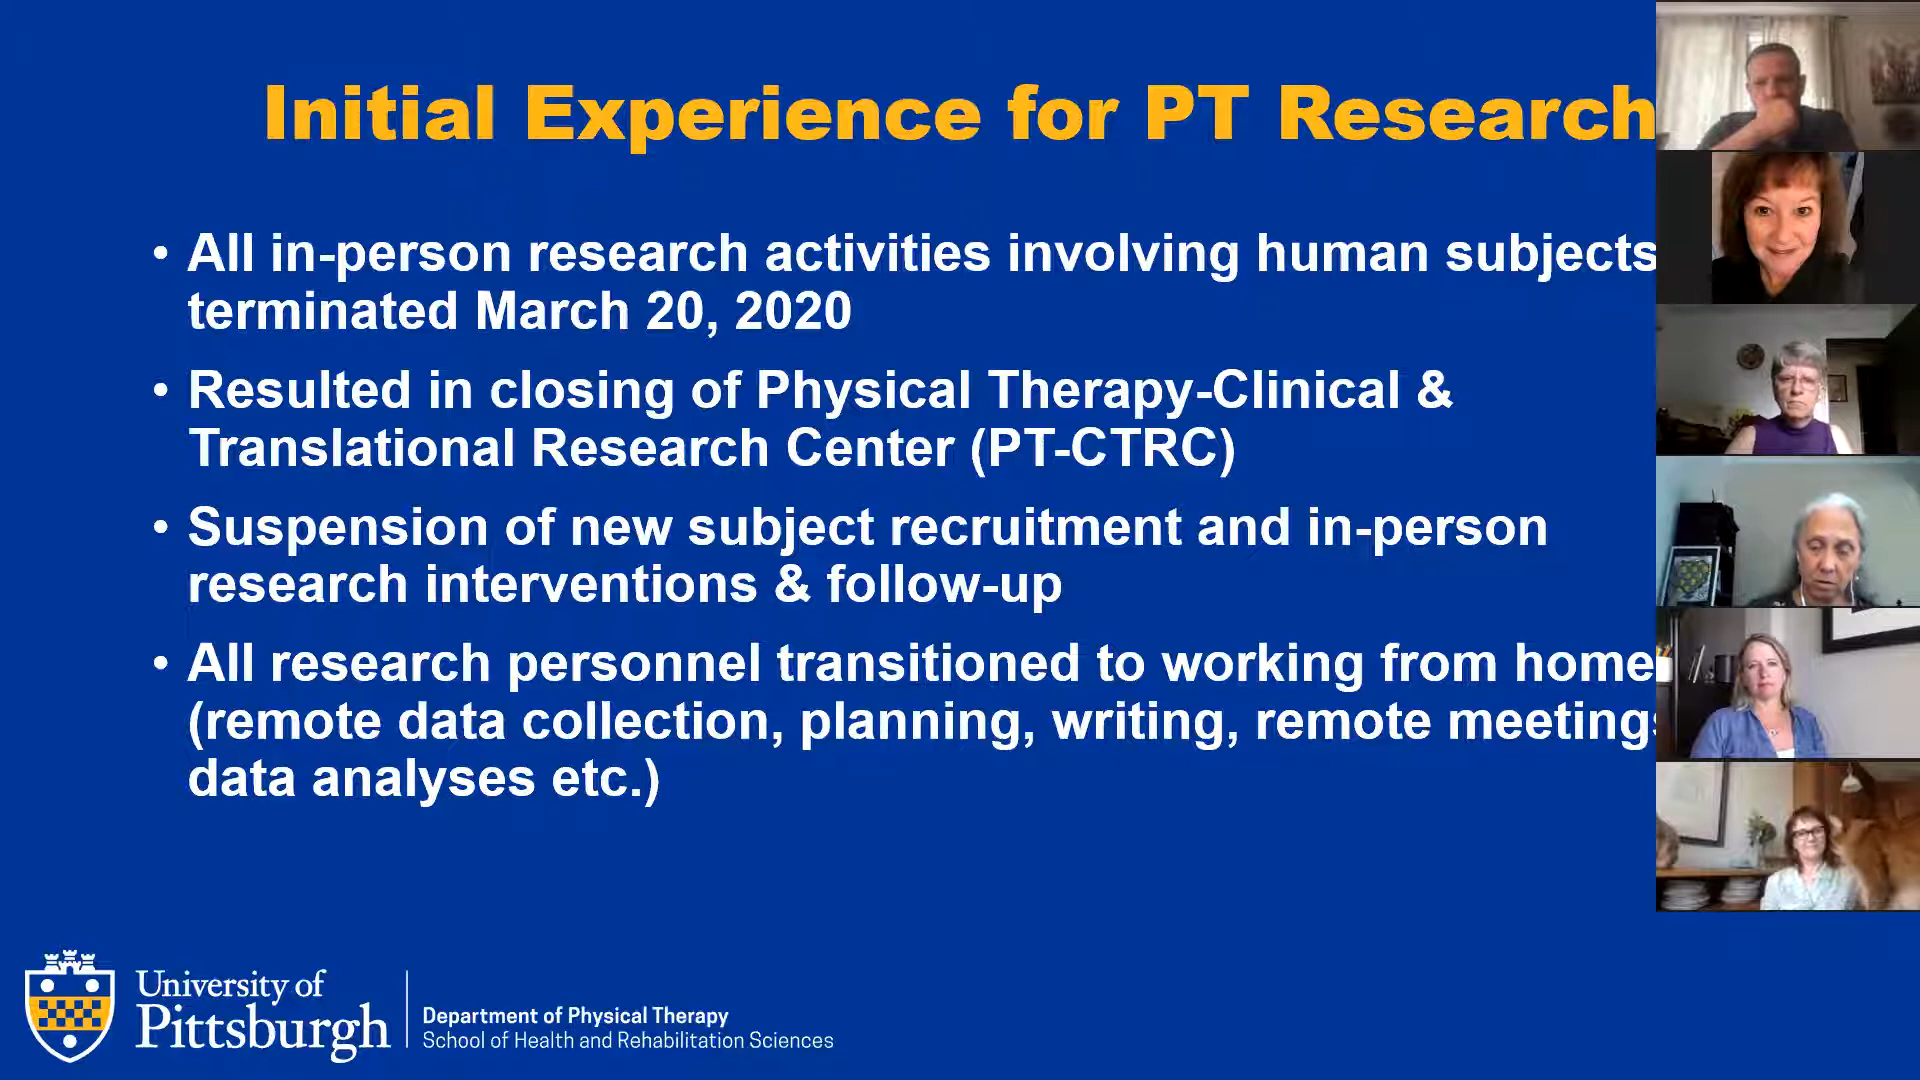 Initial Experience for PT Research
• All in-person research activities involving human subjects
terminated March 20, 2020
• Resulted in closing of Physical Therapy-Clinical &
Translational Research Center (PT-CTRC)
• Suspension of new subject recruitment and in-person
research interventions & follow-up
• All research personnel transitioned to working from home
(remote data collection, planning, writing, remote meetings
data analyses etc.)
University of
Pittsburgh
Department of Physical Therapy
School of Health and Rehabilitation Sciences